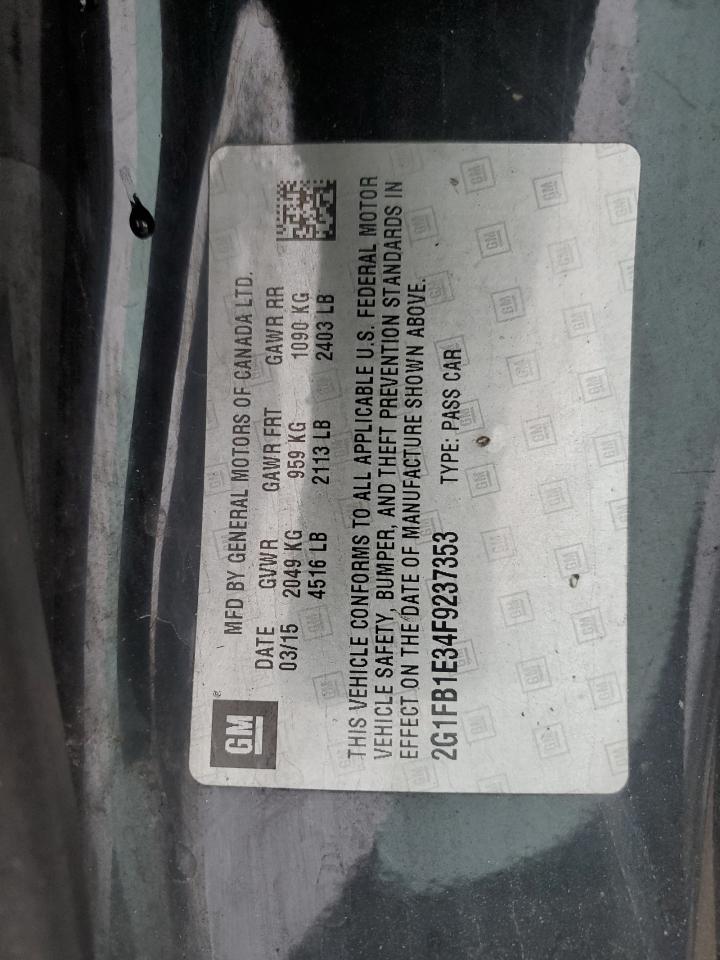 GM
MFD BY GENERAL MOTORS OF CANADA LTD.
DATE GVWR GAWR FRT GAWR RR
03/15 2049 KG 959 KG 1090 KG
4516 LB 2113 LB 2403 LB
THIS VEHICLE CONFORMS TO ALL APPLICABLE U.S. FEDERAL MOTOR
VEHICLE SAFETY, BUMPER, AND THEFT PREVENTION STANDARDS IN
EFFECT ON THE DATE OF MANUFACTURE SHOWN ABOVE.
2G1FB1E34F9237353 TYPE: PASS CAR